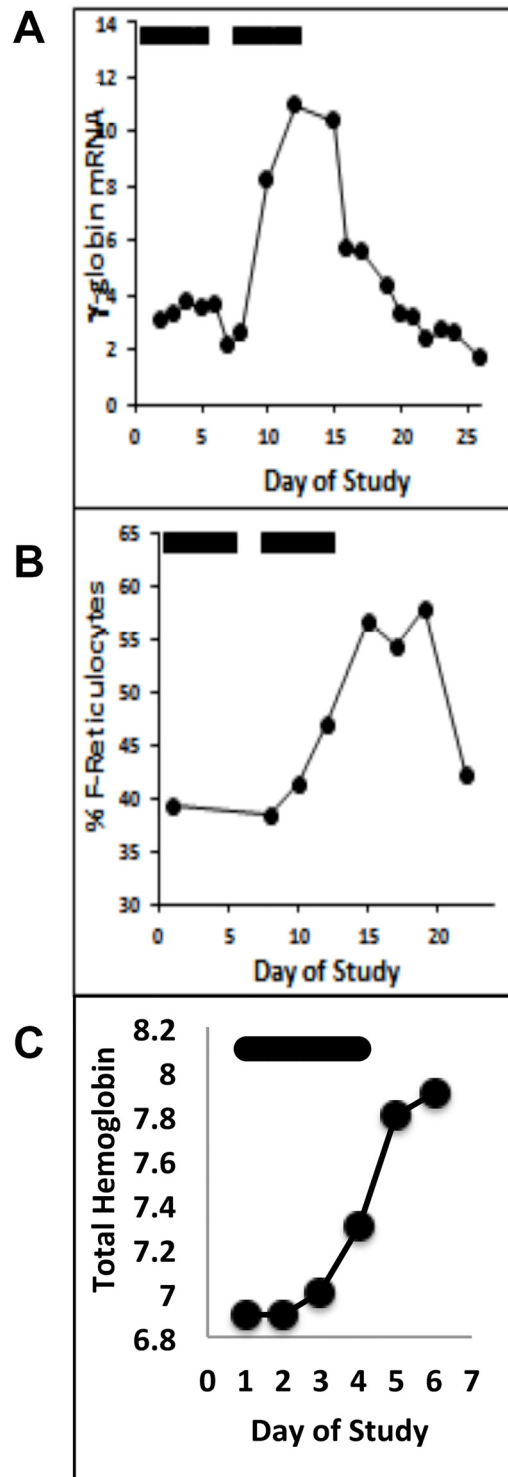 A
14
12
10
8
6
4
2
0
γ-globin mRNA
0 5 10 15 20 25
Day of Study
B
65
60
55
50
45
40
35
30
% F-Reticulocytes
0 5 10 15 20
Day of Study
C
8.2
8
7.8
7.6
7.4
7.2
7
6.8
Total Hemoglobin
0 1 2 3 4 5 6 7
Day of Study